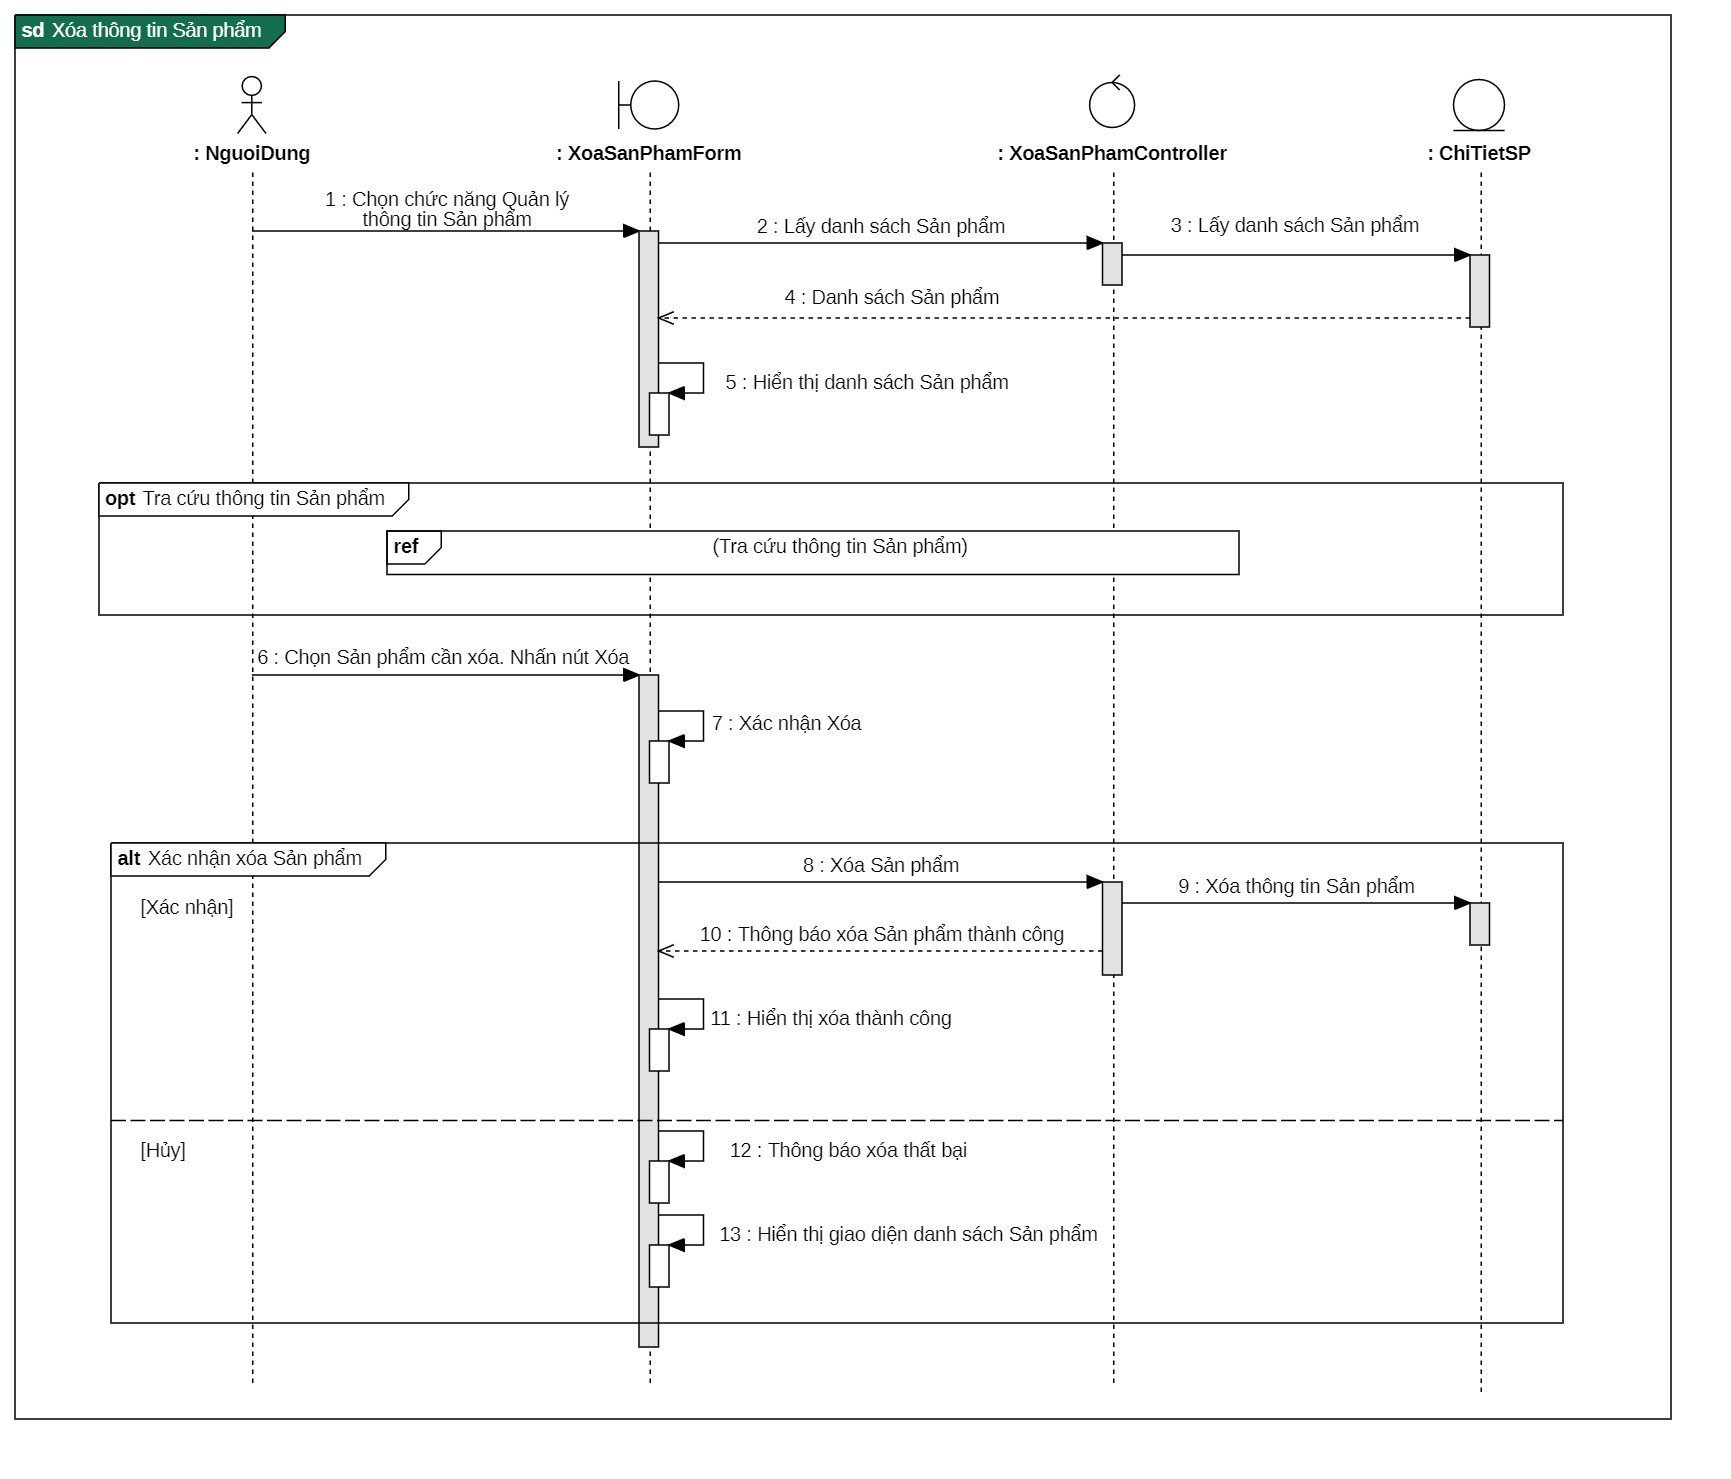 sd Xóa thông tin Sản phẩm
: NguoiDung
: XoaSanPhamForm
: XoaSanPhamController
: ChiTietSP
1 : Chọn chức năng Quản lý
thông tin Sản phẩm
2 : Lấy danh sách Sản phẩm
3 : Lấy danh sách Sản phẩm
4 : Danh sách Sản phẩm
5 : Hiển thị danh sách Sản phẩm
opt Tra cứu thông tin Sản phẩm
ref
(Tra cứu thông tin Sản phẩm)
6 : Chọn Sản phẩm cần xóa. Nhấn nút Xóa
7 : Xác nhận Xóa
alt Xác nhận xóa Sản phẩm
8 : Xóa Sản phẩm
9 : Xóa thông tin Sản phẩm
[Xác nhận]
10 : Thông báo xóa Sản phẩm thành công
11 : Hiển thị xóa thành công
[Hủy]
12 : Thông báo xóa thất bại
13 : Hiển thị giao diện danh sách Sản phẩm